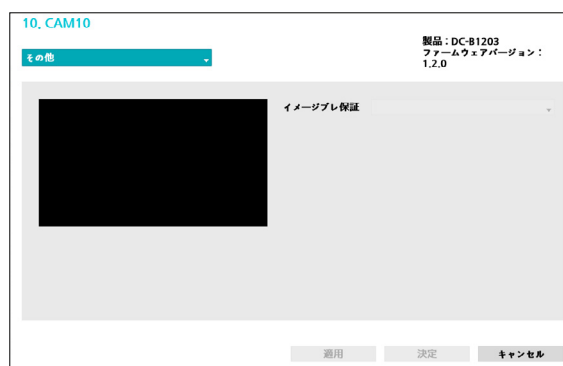 10. CAM10
製品：DC-B1203
ファームウェアバージョン：
1.2.0
その他
イメージブレ保証
適用
決定
キャンセル